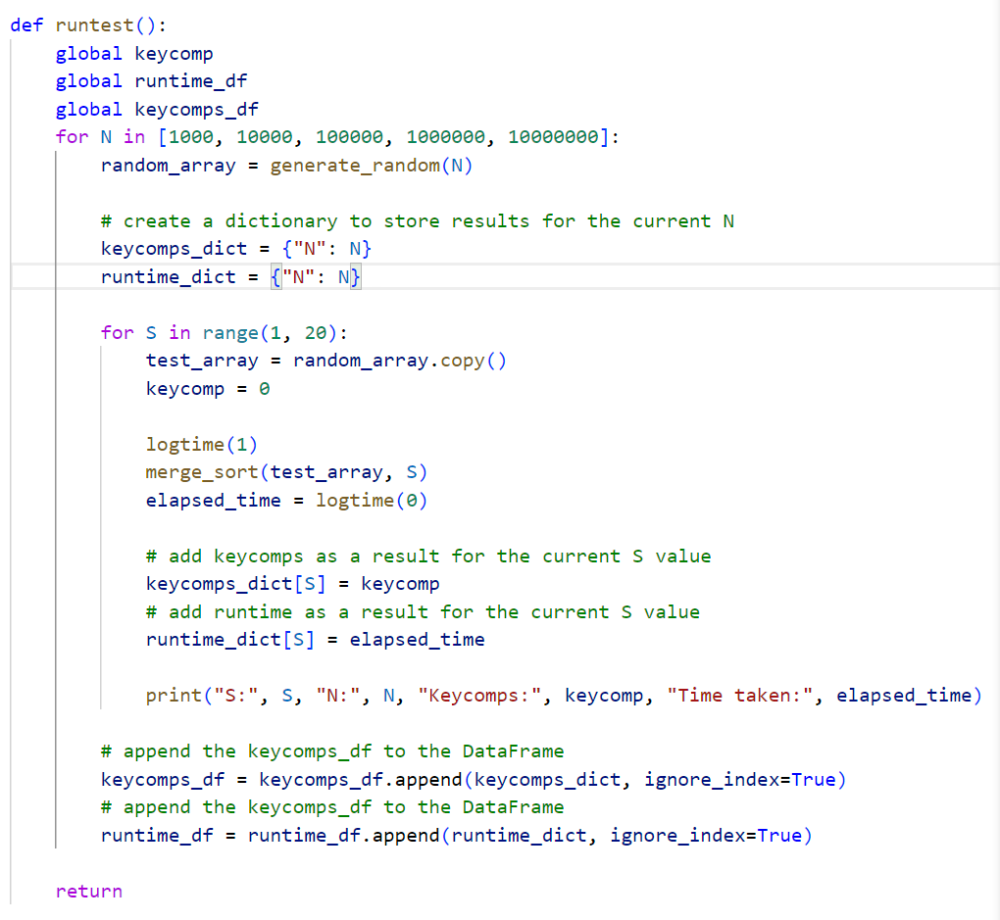 def runtest():
    global keycomp
    global runtime_df
    global keycomps_df
    for N in [1000, 10000, 100000, 1000000, 10000000]:
        random_array = generate_random(N)

        # create a dictionary to store results for the current N
        keycomps_dict = {"N": N}
        runtime_dict = {"N": N}

        for S in range(1, 20):
            test_array = random_array.copy()
            keycomp = 0

            logtime(1)
            merge_sort(test_array, S)
            elapsed_time = logtime(0)

            # add keycomps as a result for the current S value
            keycomps_dict[S] = keycomp
            # add runtime as a result for the current S value
            runtime_dict[S] = elapsed_time

            print("S:", S, "N:", N, "Keycomps:", keycomp, "Time taken:", elapsed_time)

        # append the keycomps_df to the DataFrame
        keycomps_df = keycomps_df.append(keycomps_dict, ignore_index=True)
        # append the keycomps_df to the DataFrame
        runtime_df = runtime_df.append(runtime_dict, ignore_index=True)

    return